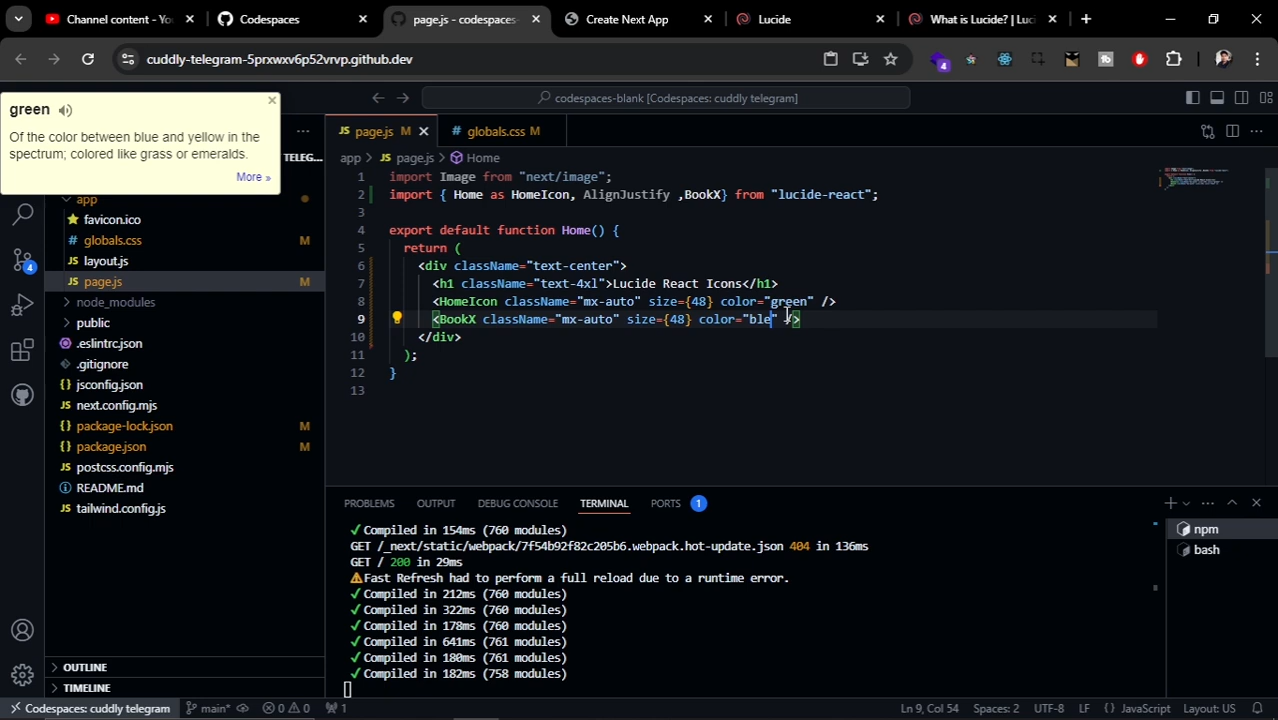 Channel content - Yo
Codespaces
page.js - codespaces-
Create Next App
Lucide
What is Lucide? | Luc
cuddly-telegram-5prxwxv6p52vrvp.github.dev
4
codespaces-blank [Codespaces: cuddly telegram]
green
Of the color between blue and yellow in the
spectrum; colored like grass or emeralds.
More »
TELEG...
JS page.js M
# globals.css M
app > JS page.js > Home
app
favicon.ico
# globals.css M
JS layout.js
JS page.js M
node_modules
public
.eslintrc.json
.gitignore
{} jsconfig.json
JS next.config.mjs
{} package-lock.json M
{} package.json M
JS postcss.config.mjs
README.md
JS tailwind.config.js
OUTLINE
TIMELINE
4
1 import Image from "next/image";
2 import { Home as HomeIcon, AlignJustify ,BookX} from "lucide-react";
3
4 export default function Home() {
5 return (
6 <div className="text-center">
7 <h1 className="text-4xl">Lucide React Icons</h1>
8 <HomeIcon className="mx-auto" size={48} color="green" />
9 <BookX className="mx-auto" size={48} color="ble" />
10 </div>
11 );
12 }
13
PROBLEMS OUTPUT DEBUG CONSOLE TERMINAL PORTS 1
✓ Compiled in 154ms (760 modules)
GET /_next/static/webpack/7f54b92f82c205b6.webpack.hot-update.json 404 in 136ms
GET / 200 in 29ms
⚠ Fast Refresh had to perform a full reload due to a runtime error.
✓ Compiled in 212ms (760 modules)
✓ Compiled in 322ms (760 modules)
✓ Compiled in 178ms (760 modules)
✓ Compiled in 641ms (761 modules)
✓ Compiled in 180ms (761 modules)
✓ Compiled in 182ms (758 modules)
npm
bash
Codespaces: cuddly telegram main* 0 0 1 Ln 9, Col 54 Spaces: 2 UTF-8 LF {} JavaScript Layout: US